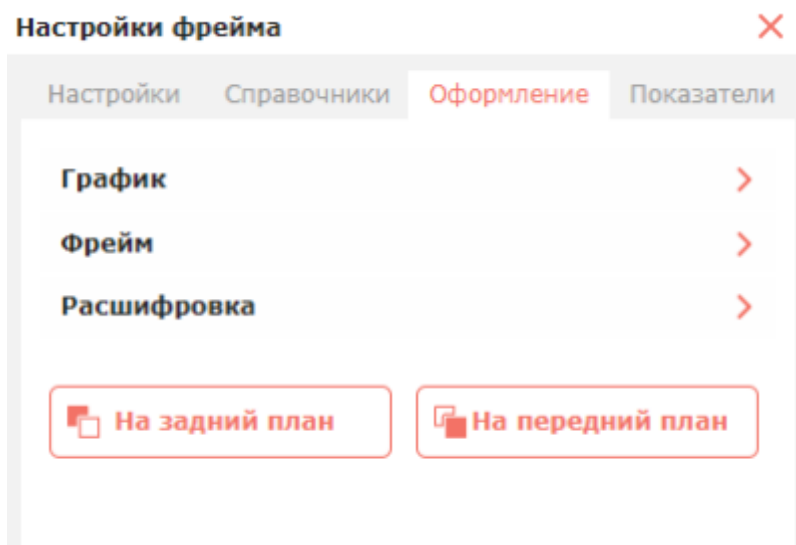 Настройки фрейма
Настройки Справочники Оформление Показатели
График
Фрейм
Расшифровка
На задний план На передний план